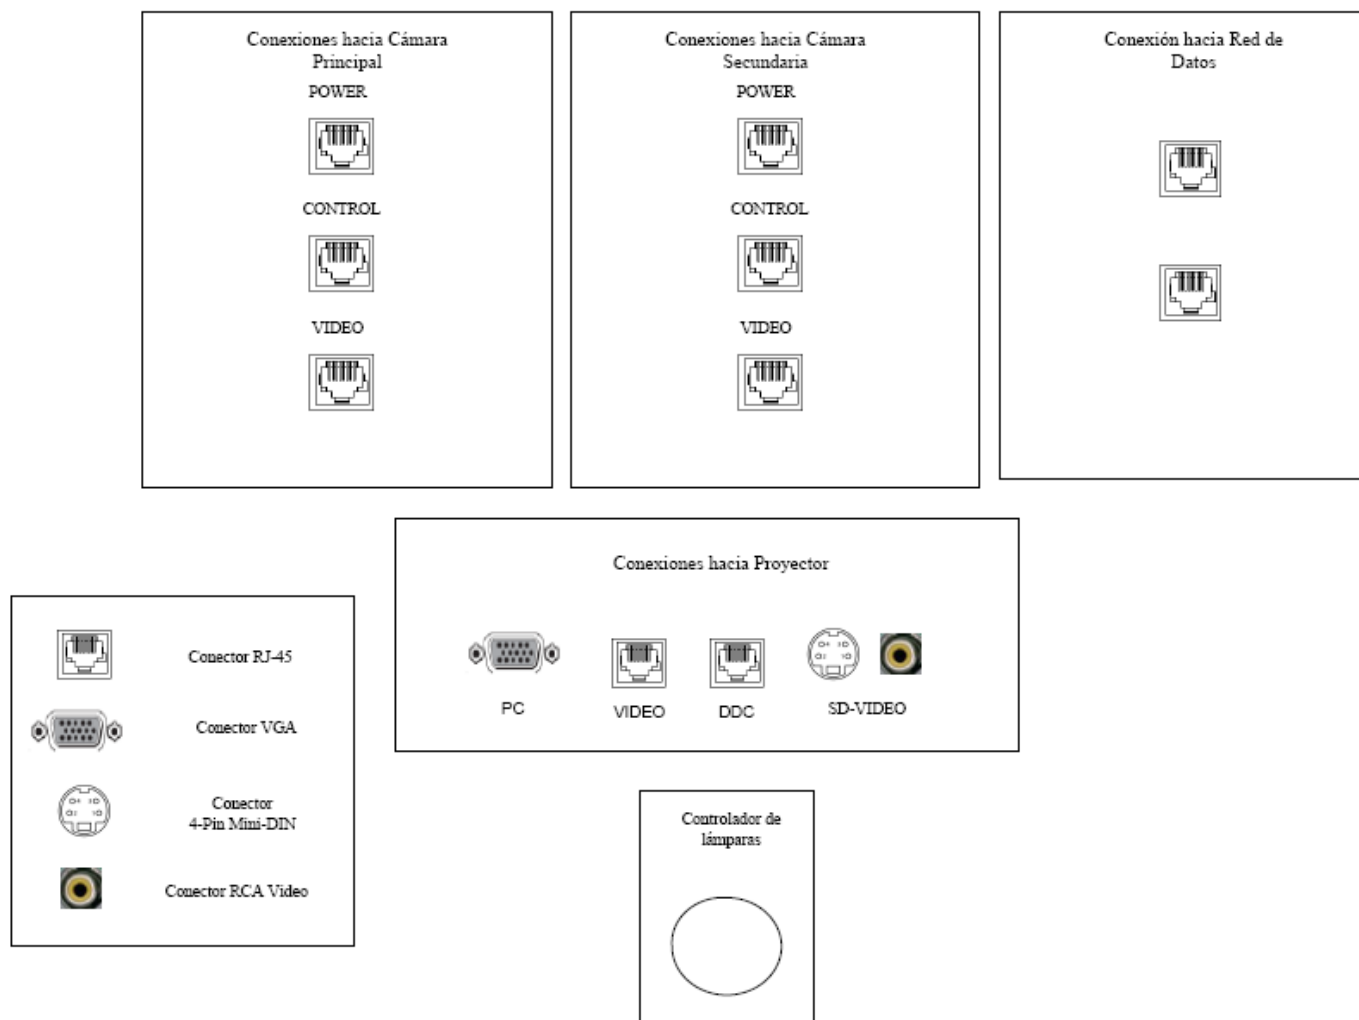 Conexiones hacia Cámara
Principal
POWER
CONTROL
VIDEO
Conexiones hacia Cámara
Secundaria
POWER
CONTROL
VIDEO
Conexión hacia Red de
Datos
Conexiones hacia Proyector
PC
VIDEO
DDC
SD-VIDEO
Conector RJ-45
Conector VGA
Conector
4-Pin Mini-DIN
Conector RCA Video
Controlador de
lámparas